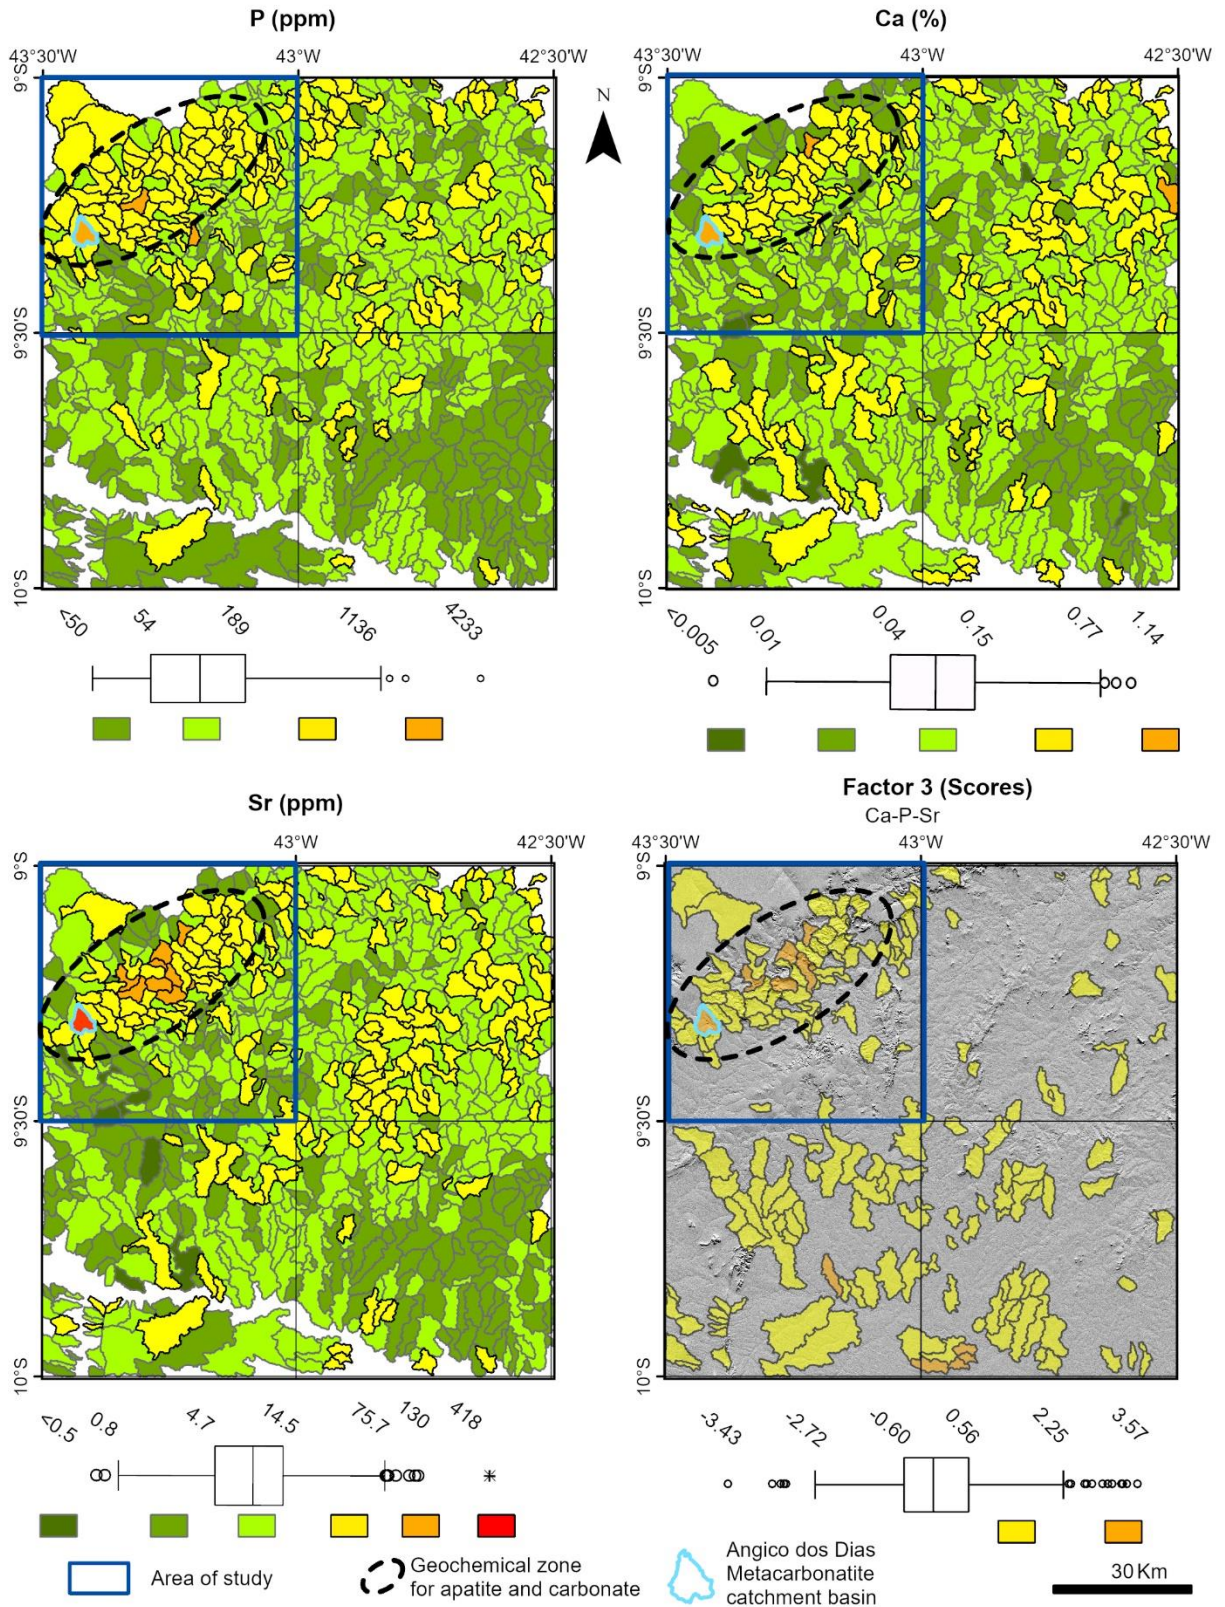 P (ppm)
Ca (%)
43°30'W
43°W
42°30'W
43°30'W
43°W
42°30'W
9°S
9°30'S
10°S
N
9°S
9°30'S
10°S
<50
54
189
1136
4233
<0.005
0.01
0.04
0.15
0.77
1.14
Sr (ppm)
Factor 3 (Scores)
Ca-P-Sr
43°W
42°30'W
43°30'W
43°W
42°30'W
9°S
9°30'S
10°S
9°S
9°30'S
10°S
<0.5
0.8
4.7
14.5
75.7
130
418
-3.43
-2.72
-0.60
0.56
2.25
3.57
Area of study
Geochemical zone
for apatite and carbonate
Angico dos Dias
Metacarbonatite
catchment basin
30 Km